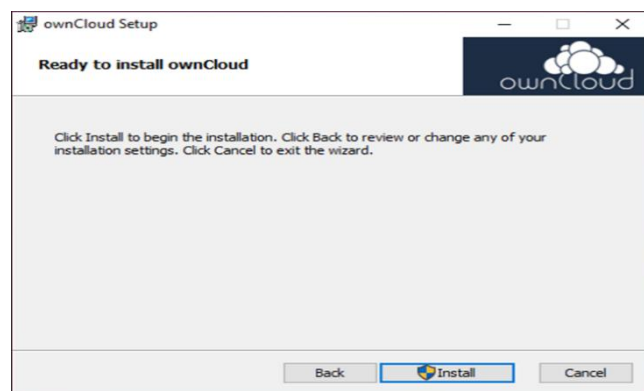 ownCloud Setup
Ready to install ownCloud
ownCloud
Click Install to begin the installation. Click Back to review or change any of your
installation settings. Click Cancel to exit the wizard.
Back
Install
Cancel